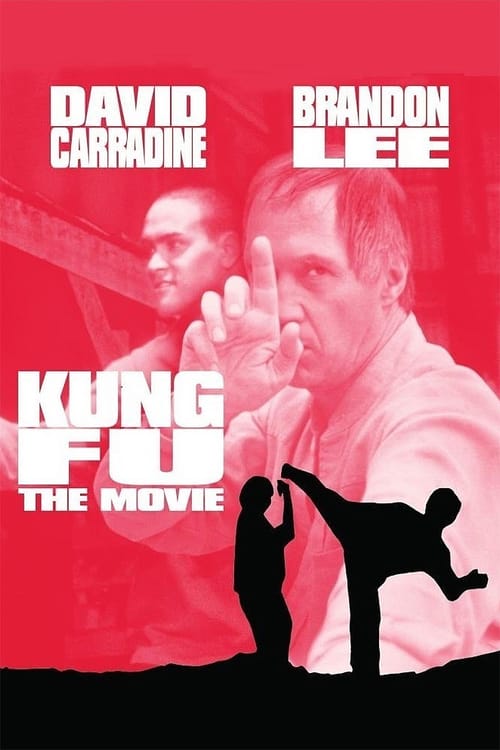 DAVID
CARRADINE
BRANDON
LEE
KUNG
FU
THE MOVIE